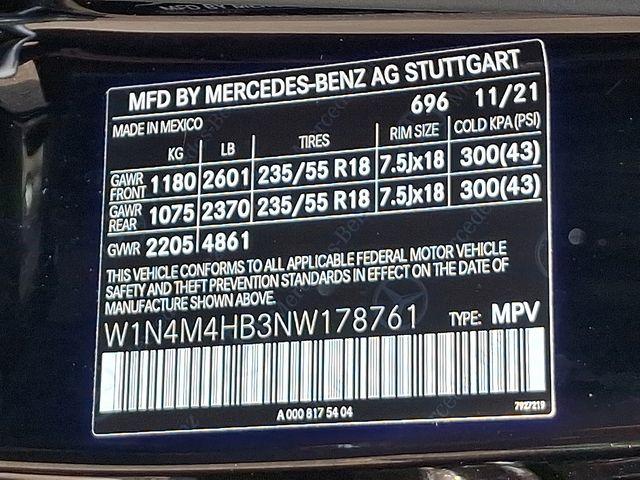 MFD BY MERCEDES-BENZ AG STUTTGART
MADE IN MEXICO 696 11/21
KG LB TIRES RIM SIZE COLD KPA(PSI)
GAWR FRONT 1180 2601 235/55 R18 7.5Jx18 300(43)
GAWR REAR 1075 2370 235/55 R18 7.5Jx18 300(43)
GVWR 2205 4861
THIS VEHICLE CONFORMS TO ALL APPLICABLE FEDERAL MOTOR VEHICLE
SAFETY AND THEFT PREVENTION STANDARDS IN EFFECT ON THE DATE OF
MANUFACTURE SHOWN ABOVE.
W1N4M4HB3NW178761 TYPE: MPV
A 000 817 54 04 7927219